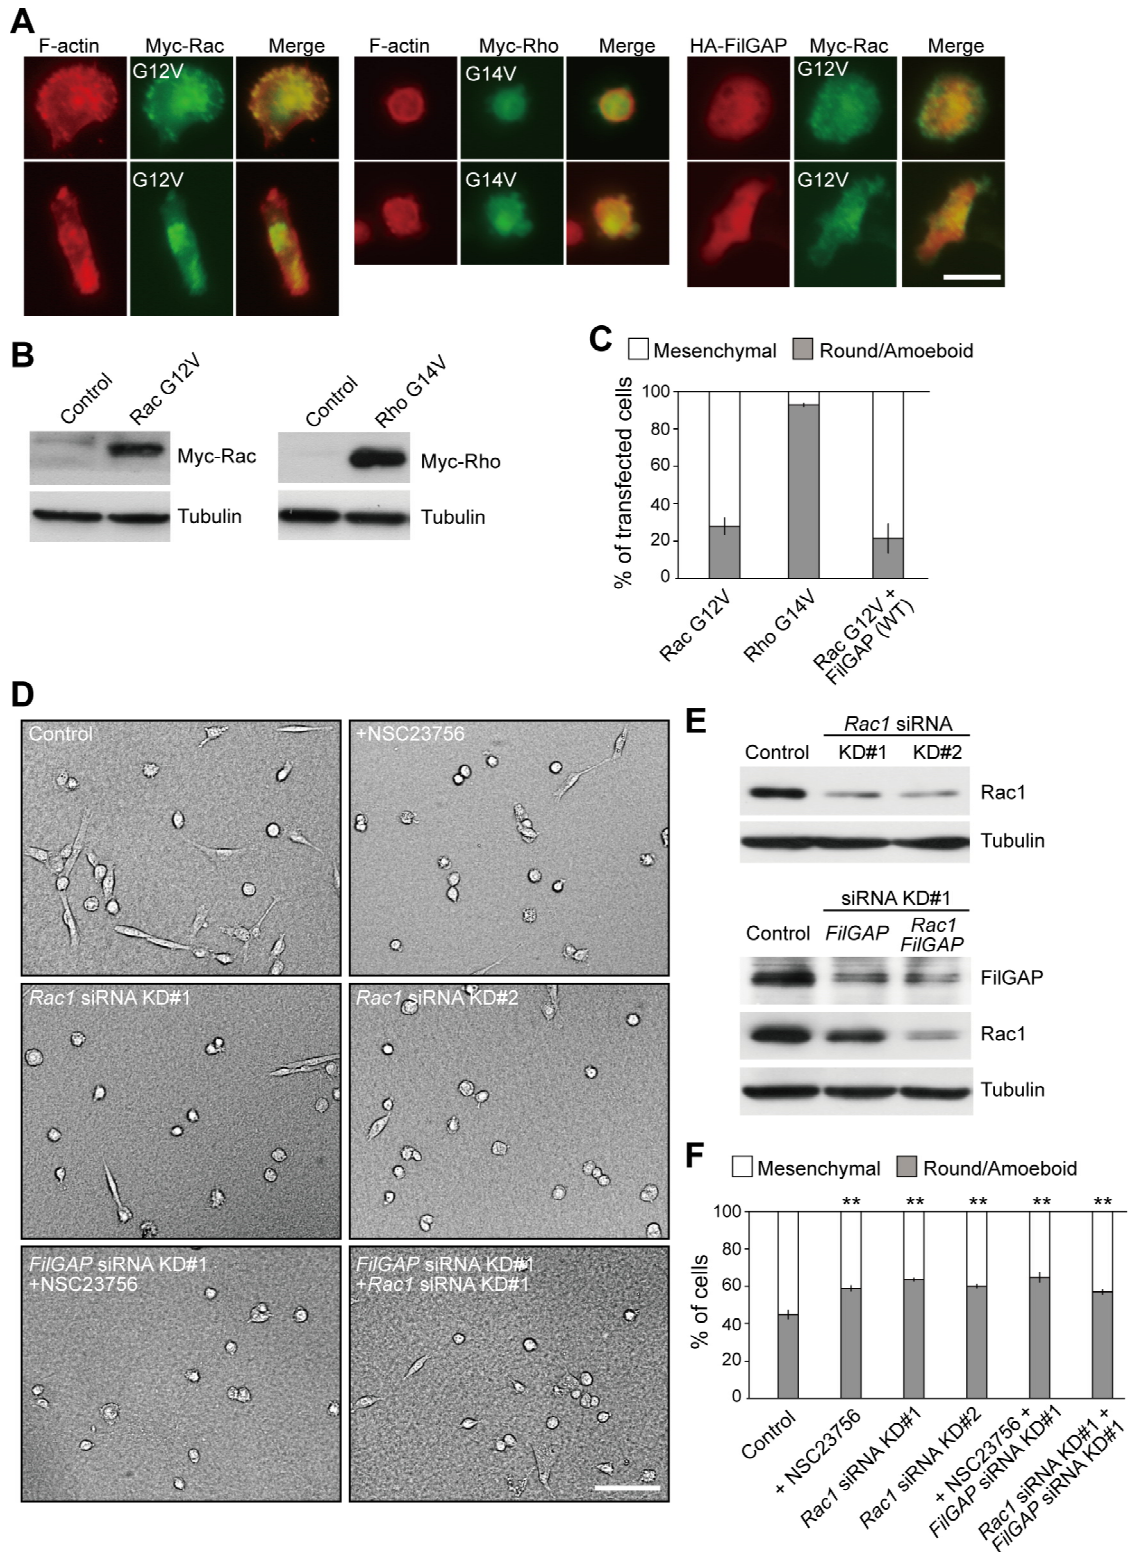 A
F-actin Myc-Rac Merge F-actin Myc-Rho Merge HA-FilGAP Myc-Rac Merge
G12V G14V G12V
G12V G14V G12V
B
Control Rac G12V Control Rho G14V
Myc-Rac Myc-Rho
Tubulin Tubulin
C
Mesenchymal Round/Amoeboid
% of transfected cells
100
80
60
40
20
0
Rac G12V
Rho G14V
Rac G12V +
FilGAP (WT)
D
Control +NSC23756
Rac1 siRNA KD#1 Rac1 siRNA KD#2
FilGAP siRNA KD#1 FilGAP siRNA KD#1
+NSC23756 +Rac1 siRNA KD#1
E
Rac1 siRNA
Control KD#1 KD#2
Rac1
Tubulin
siRNA KD#1
Control FilGAP Rac1
FilGAP
FilGAP
Rac1
Tubulin
F
Mesenchymal Round/Amoeboid
** ** ** ** **
% of cells
100
80
60
40
20
0
Control
+ NSC23756
Rac1 siRNA KD#1
Rac1 siRNA KD#2
+ NSC23756 +
FilGAP siRNA KD#1
Rac1 siRNA KD#1 +
FilGAP siRNA KD#1